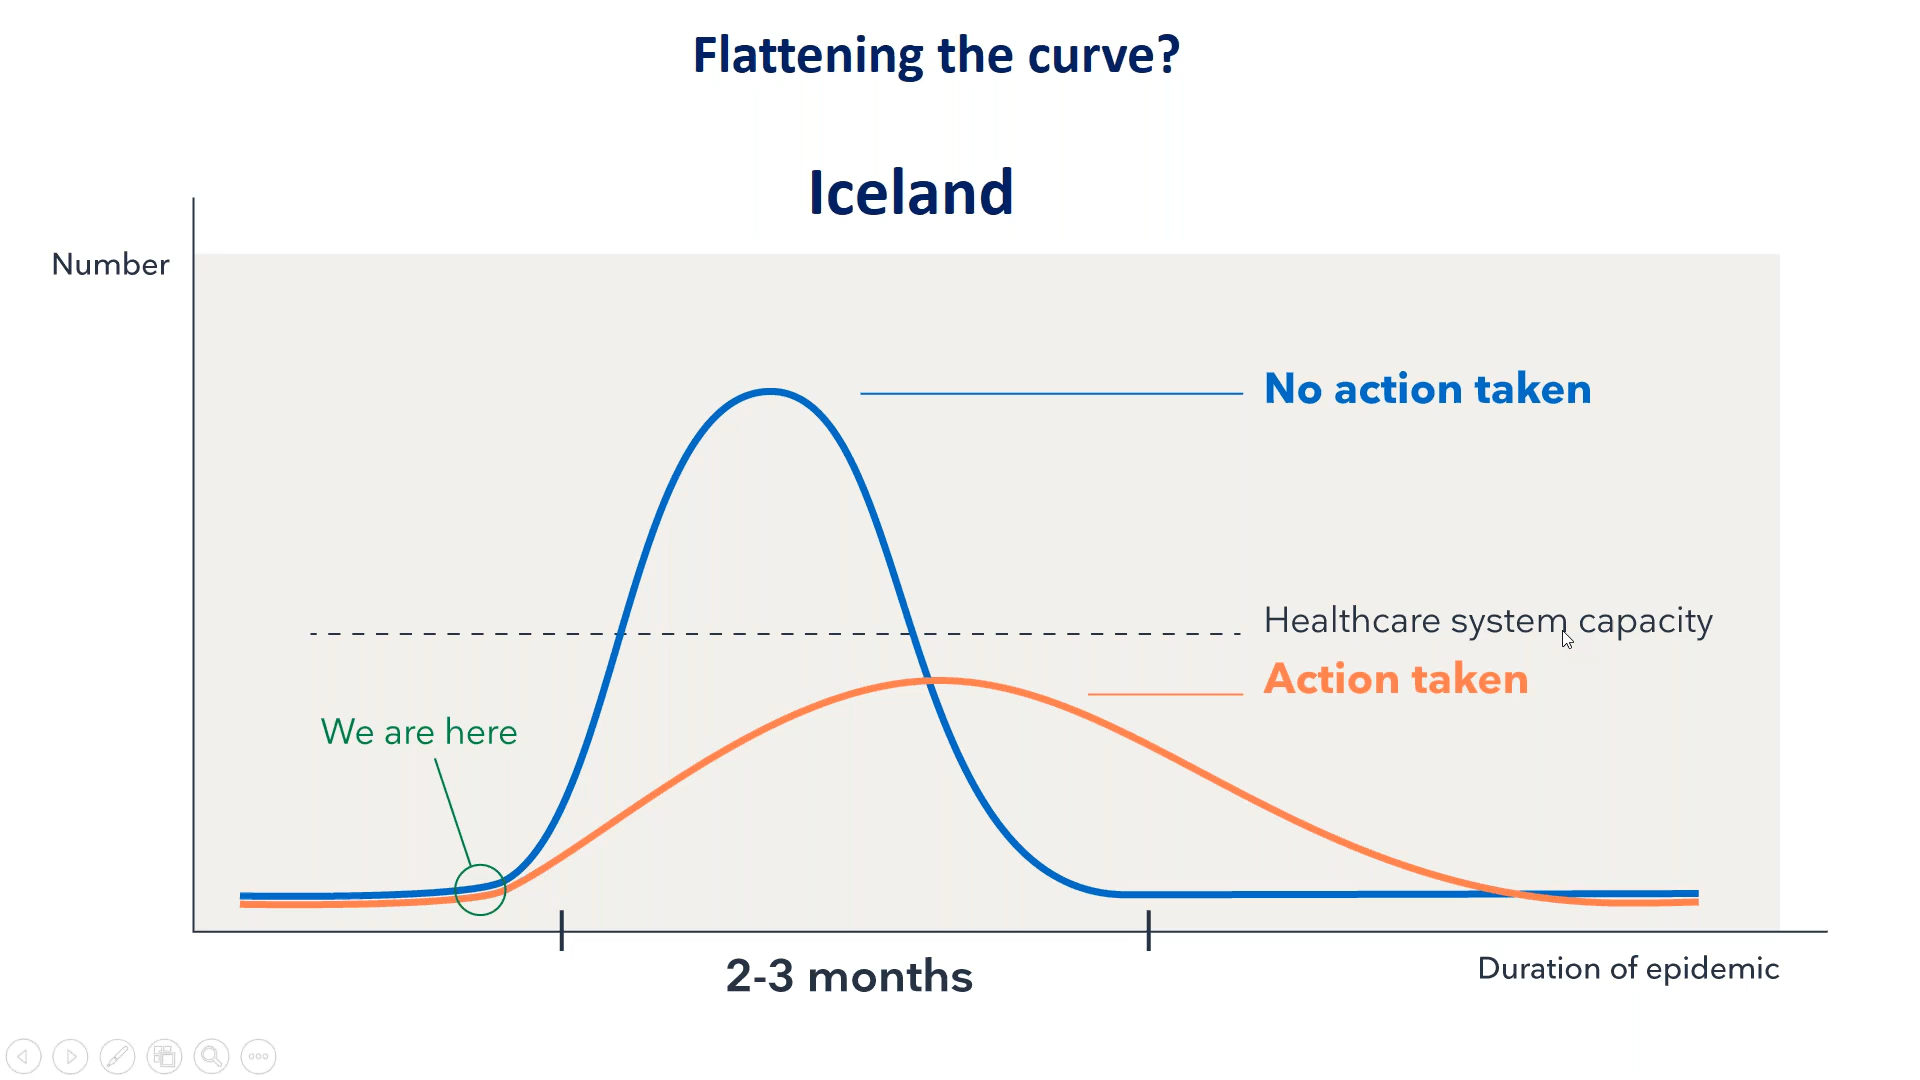 Flattening the curve?
Iceland
Number
No action taken
Healthcare system capacity
Action taken
We are here
2-3 months
Duration of epidemic